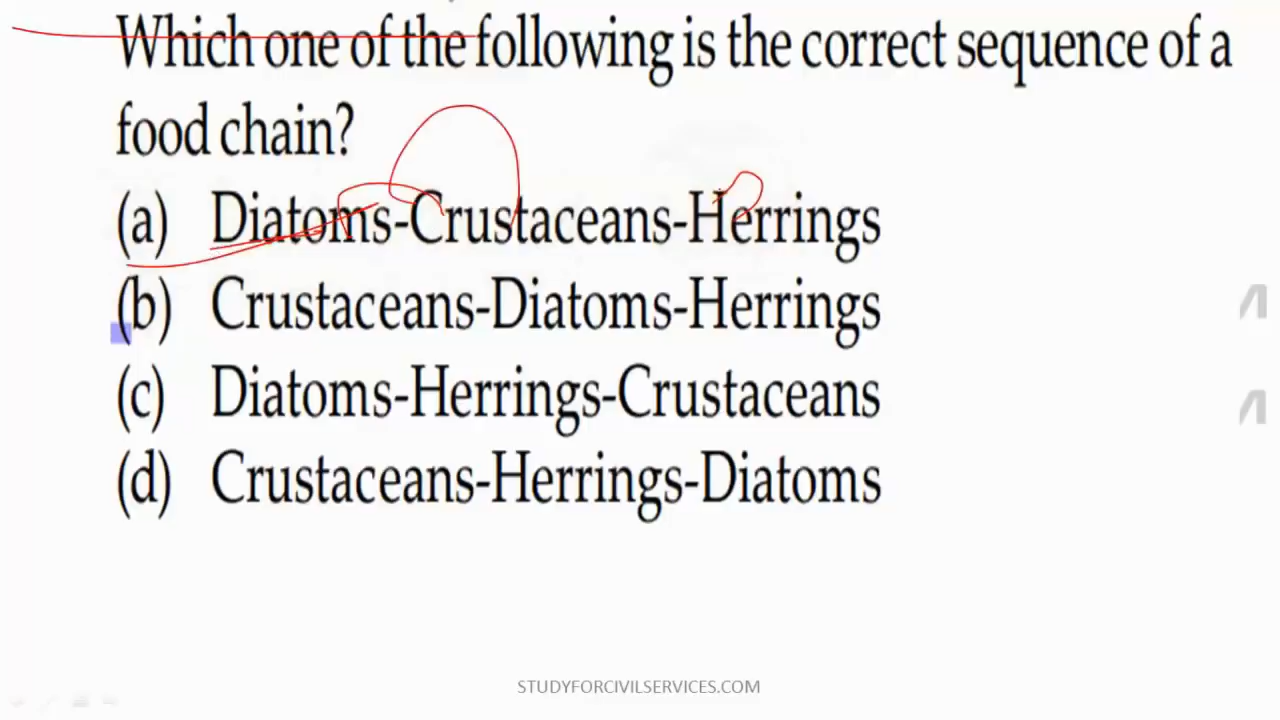 Which one of the following is the correct sequence of a
food chain?
(a) Diatoms-Crustaceans-Herrings
(b) Crustaceans-Diatoms-Herrings
(c) Diatoms-Herrings-Crustaceans
(d) Crustaceans-Herrings-Diatoms
STUDYFORCIVILSERVICES.COM